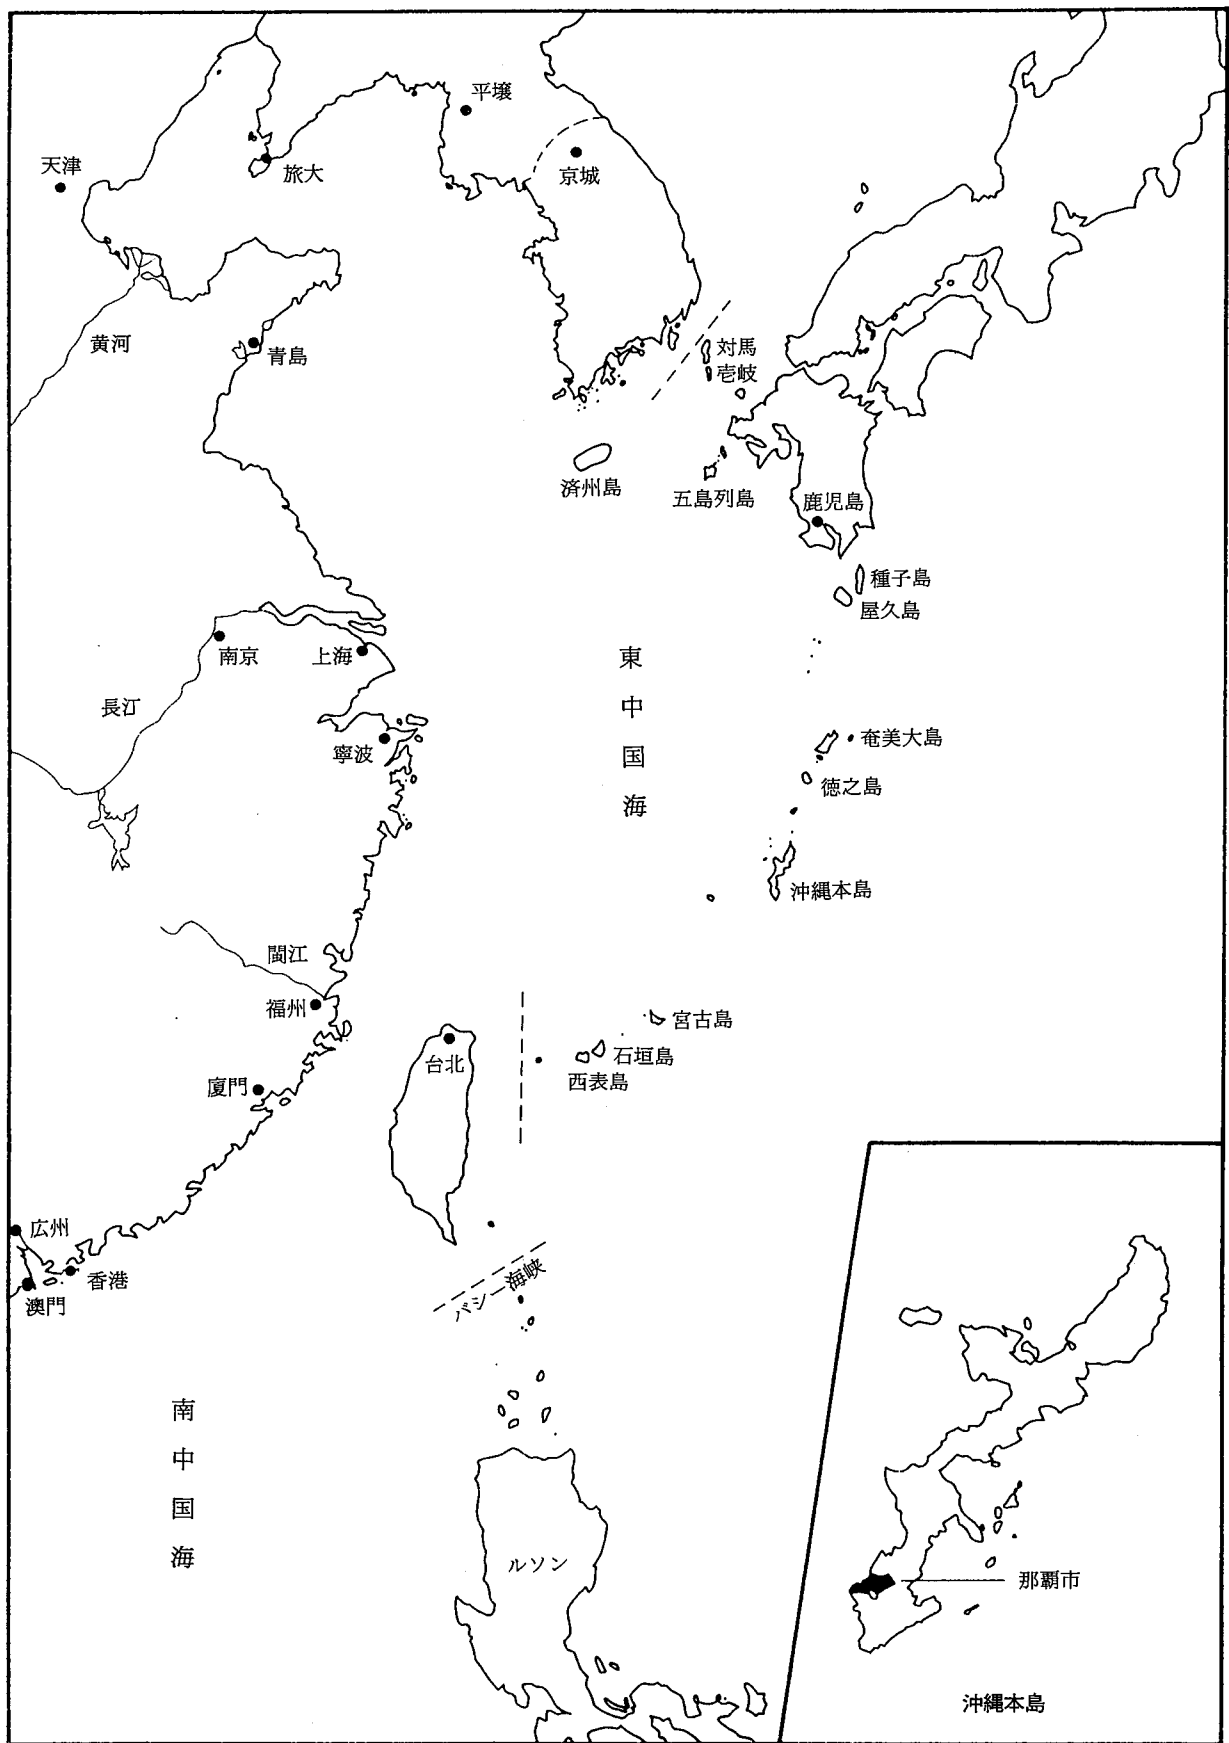 平壌
天津
旅大
京城
黄河
青島
対馬
壱岐
済州島
五島列島
鹿児島
種子島
屋久島
南京
上海
東中国海
長江
寧波
奄美大島
徳之島
沖縄本島
閩江
福州
宮古島
台北
石垣島
西表島
廈門
広州
香港
澳門
バシー海峡
南中国海
ルソン
那覇市
沖縄本島